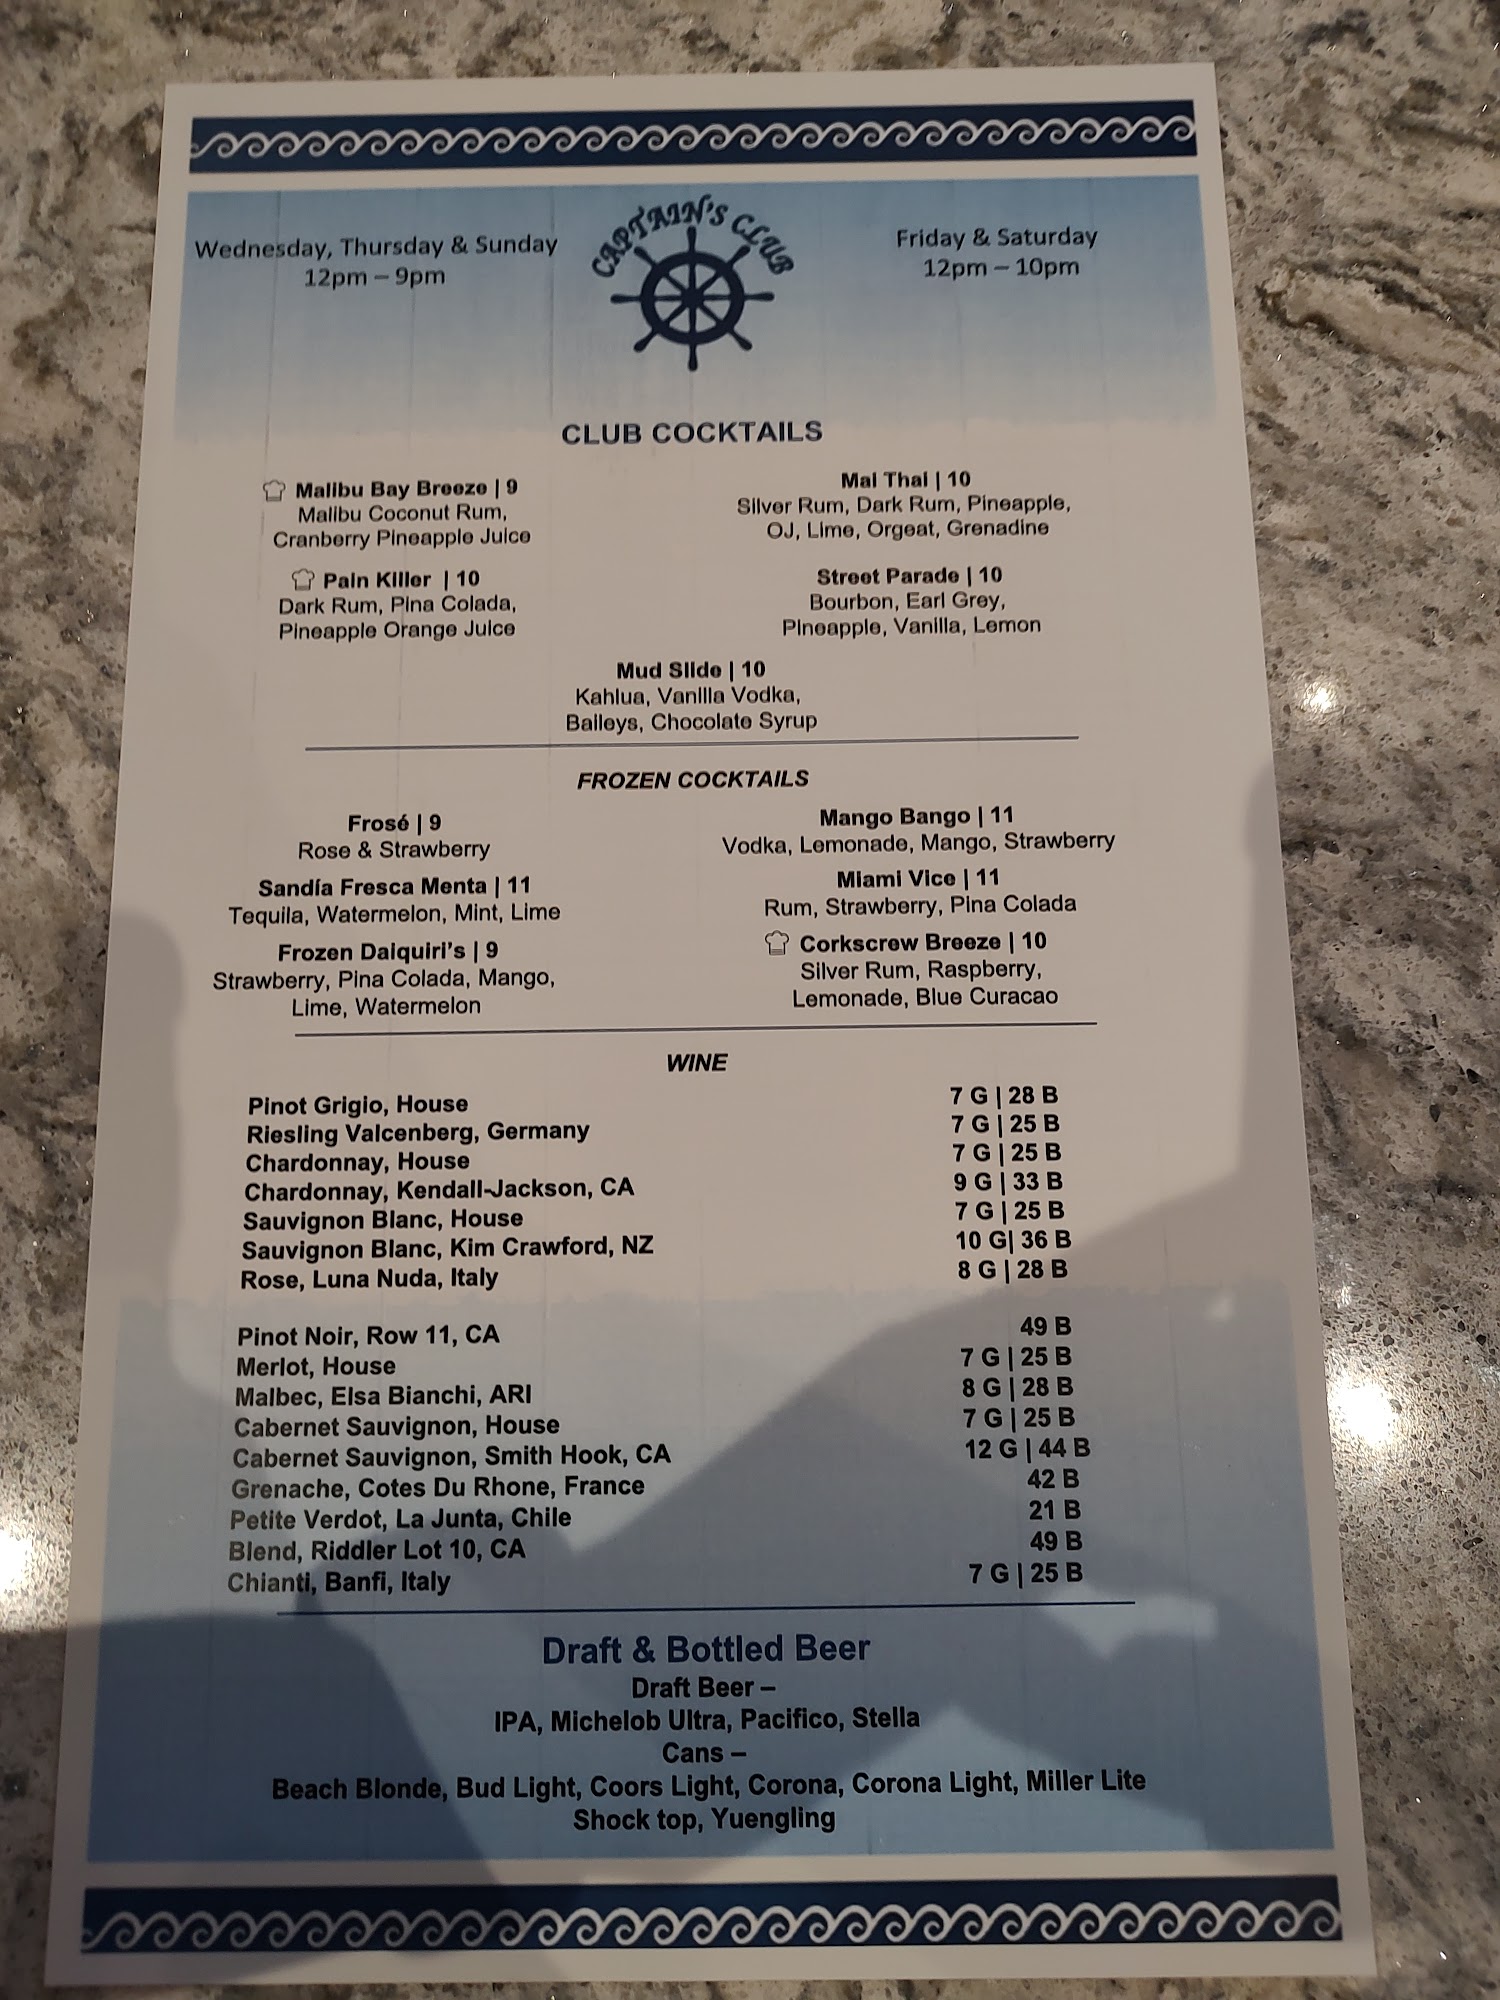 CAPTAIN'S CLUB
Wednesday, Thursday & Sunday
12pm – 9pm
Friday & Saturday
12pm – 10pm
CLUB COCKTAILS
Malibu Bay Breeze | 9
Malibu Coconut Rum,
Cranberry Pineapple Juice
Mai Thai | 10
Silver Rum, Dark Rum, Pineapple,
OJ, Lime, Orgeat, Grenadine
Pain Killer | 10
Dark Rum, Pina Colada,
Pineapple Orange Juice
Street Parade | 10
Bourbon, Earl Grey,
Pineapple, Vanilla, Lemon
Mud Slide | 10
Kahlua, Vanilla Vodka,
Baileys, Chocolate Syrup
FROZEN COCKTAILS
Frosé | 9
Rose & Strawberry
Mango Bango | 11
Vodka, Lemonade, Mango, Strawberry
Sandía Fresca Menta | 11
Tequila, Watermelon, Mint, Lime
Miami Vice | 11
Rum, Strawberry, Pina Colada
Frozen Daiquiri's | 9
Strawberry, Pina Colada, Mango,
Lime, Watermelon
Corkscrew Breeze | 10
Silver Rum, Raspberry,
Lemonade, Blue Curacao
WINE
Pinot Grigio, House 7 G | 28 B
Riesling Valcenberg, Germany 7 G | 25 B
Chardonnay, House 7 G | 25 B
Chardonnay, Kendall-Jackson, CA 9 G | 33 B
Sauvignon Blanc, House 7 G | 25 B
Sauvignon Blanc, Kim Crawford, NZ 10 G| 36 B
Rose, Luna Nuda, Italy 8 G | 28 B
Pinot Noir, Row 11, CA 49 B
Merlot, House 7 G | 25 B
Malbec, Elsa Bianchi, ARI 8 G | 28 B
Cabernet Sauvignon, House 7 G | 25 B
Cabernet Sauvignon, Smith Hook, CA 12 G | 44 B
Grenache, Cotes Du Rhone, France 42 B
Petite Verdot, La Junta, Chile 21 B
Blend, Riddler Lot 10, CA 49 B
Chianti, Banfi, Italy 7 G | 25 B
Draft & Bottled Beer
Draft Beer –
IPA, Michelob Ultra, Pacifico, Stella
Cans –
Beach Blonde, Bud Light, Coors Light, Corona, Corona Light, Miller Lite
Shock top, Yuengling